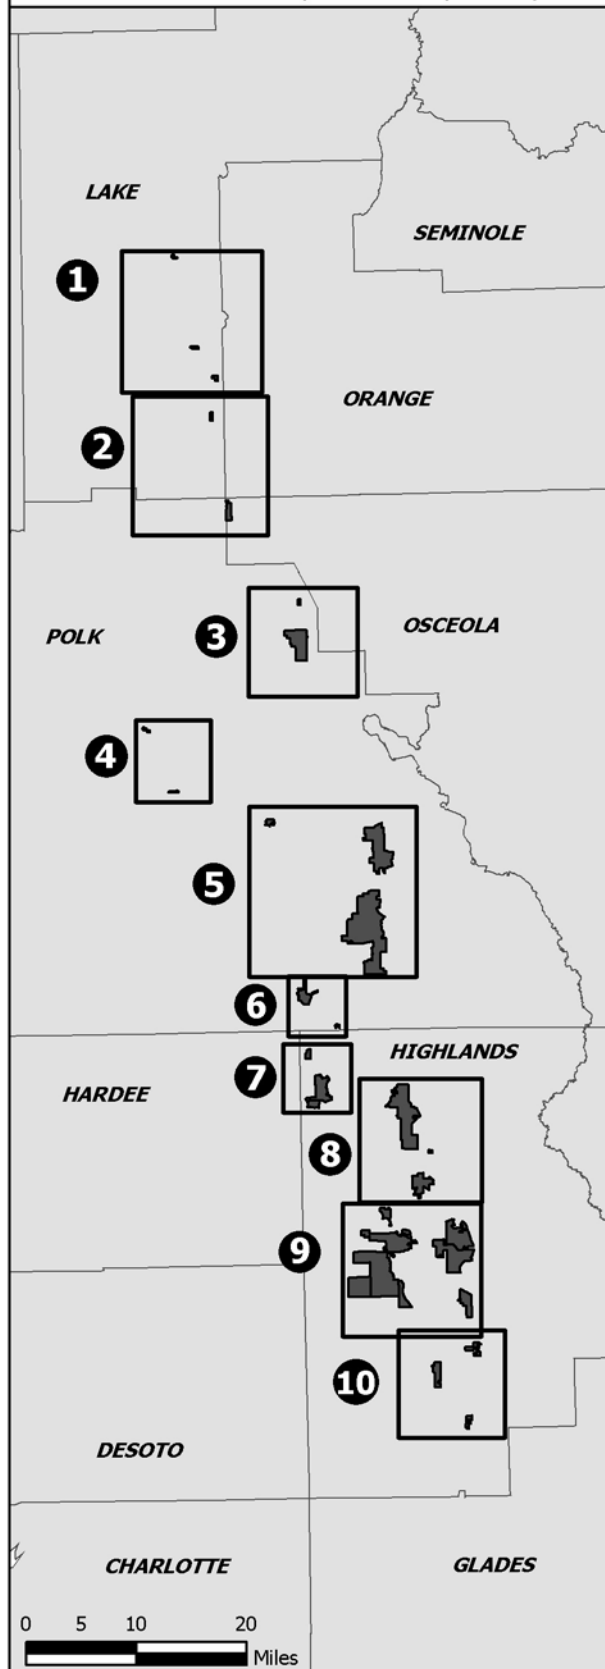 LAKE
SEMINOLE
1
ORANGE
2
POLK
3
OSCEOLA
4
5
6
HIGHLANDS
7
HARDEE
8
9
10
DESOTO
CHARLOTTE
GLADES
0 5 10 20
Miles